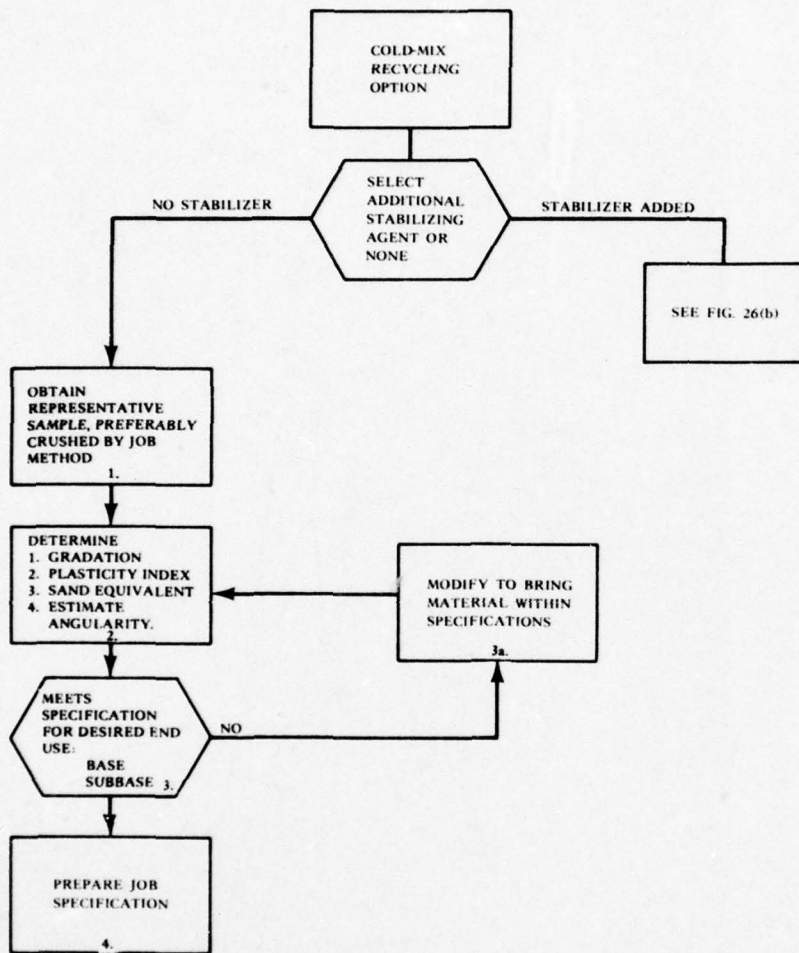 COLD-MIX
RECYCLING
OPTION
SELECT
ADDITIONAL
STABILIZING
AGENT OR
NONE
NO STABILIZER
STABILIZER ADDED
SEE FIG. 26(b)
OBTAIN
REPRESENTATIVE
SAMPLE, PREFERABLY
CRUSHED BY JOB
METHOD
1.
DETERMINE
1. GRADATION
2. PLASTICITY INDEX
3. SAND EQUIVALENT
4. ESTIMATE
ANGULARITY.
2.
MODIFY TO BRING
MATERIAL WITHIN
SPECIFICATIONS
3a.
MEETS
SPECIFICATION
FOR DESIRED END
USE:
BASE
SUBBASE 3.
NO
PREPARE JOB
SPECIFICATION
4.